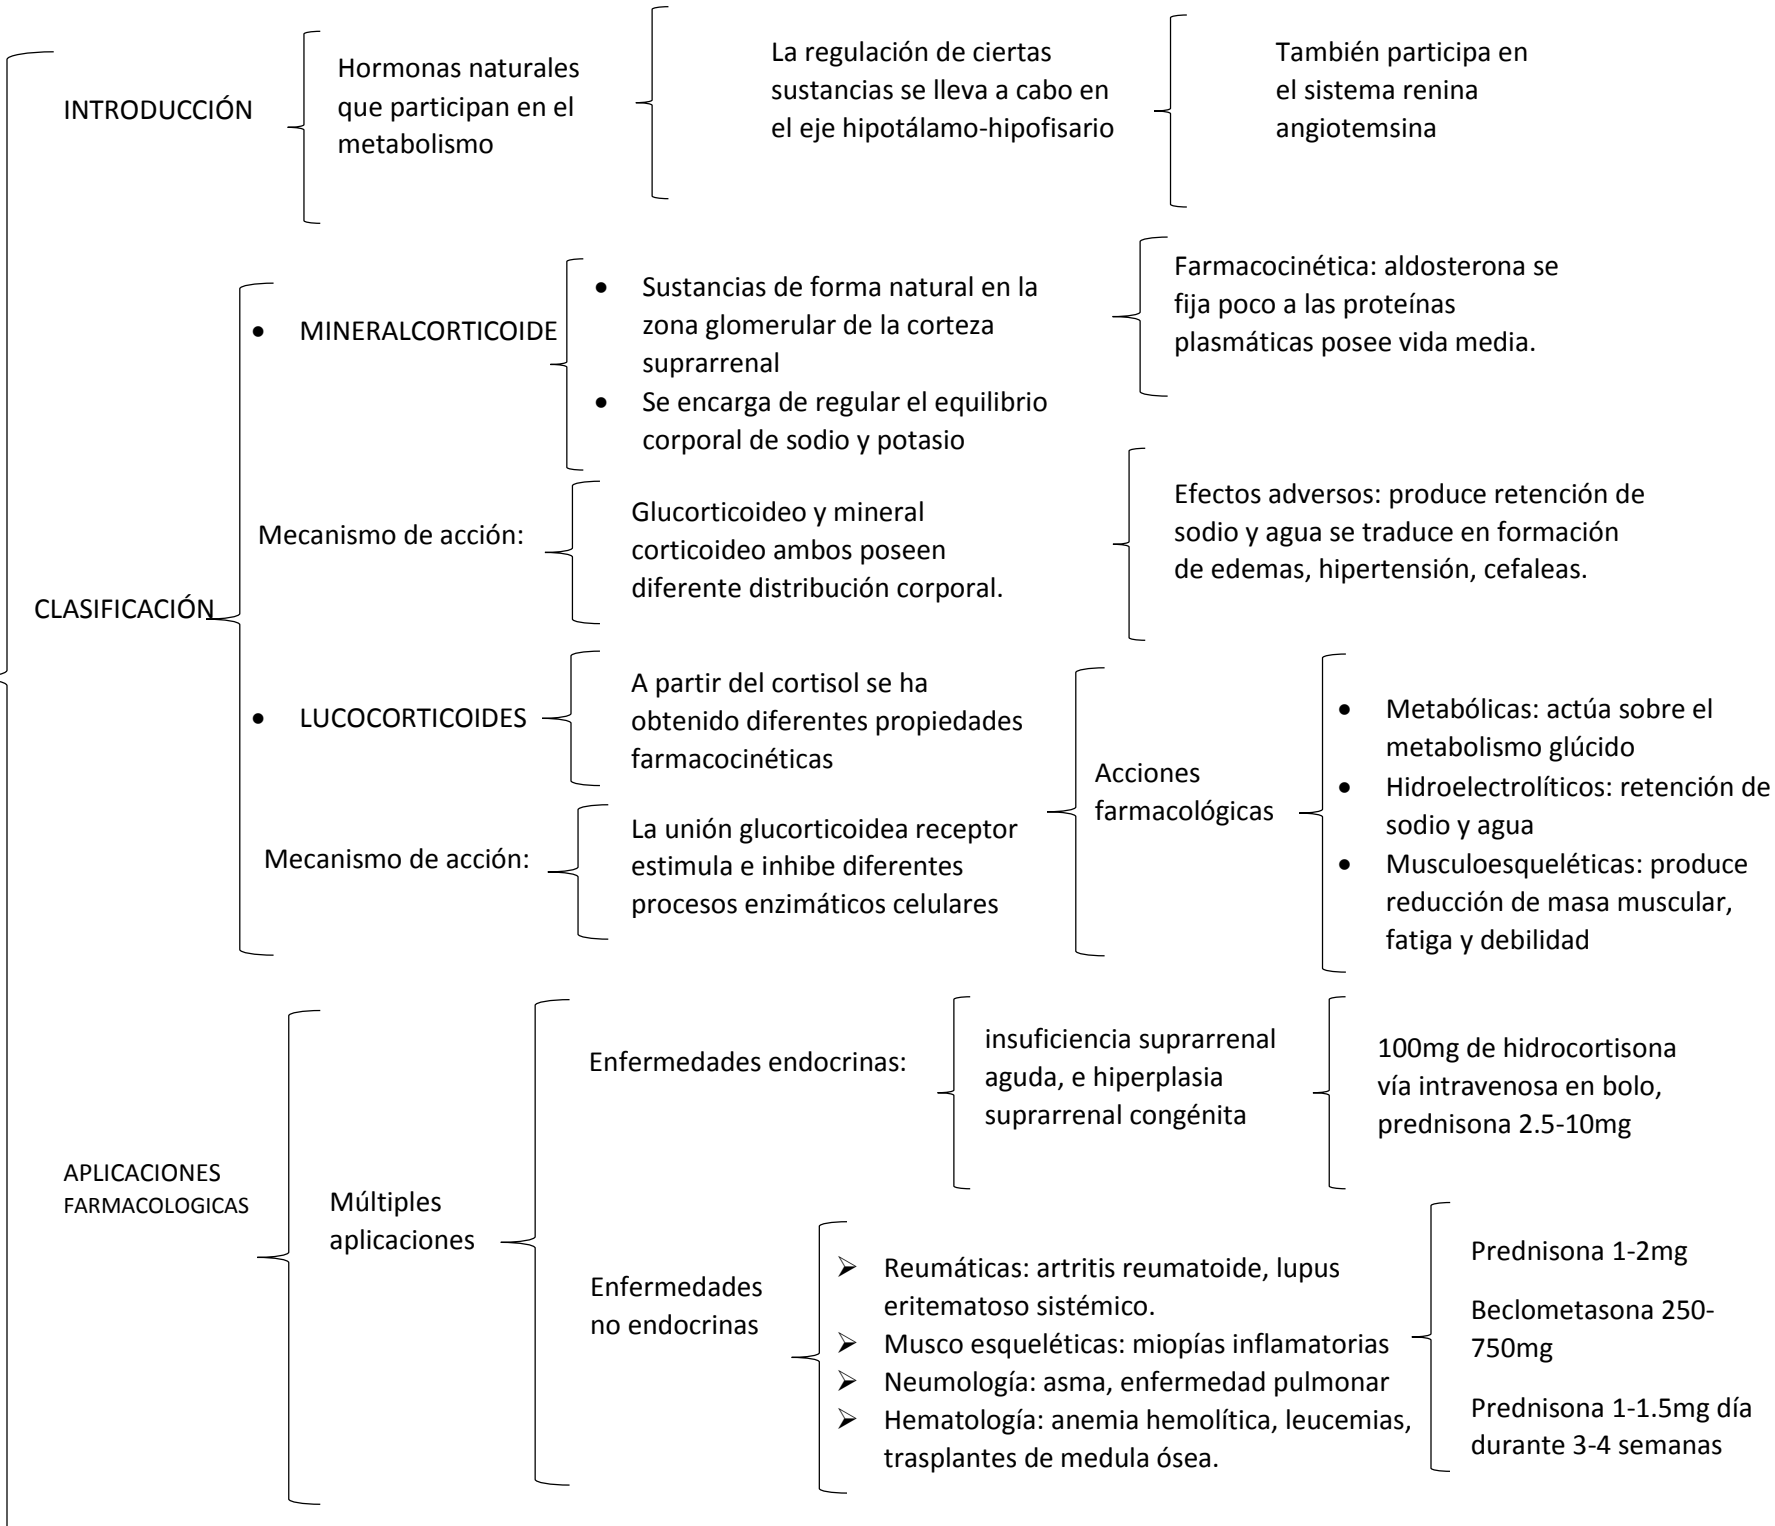 INTRODUCCIÓN
Hormonas naturales
que participan en el
metabolismo
La regulación de ciertas
sustancias se lleva a cabo en
el eje hipotálamo-hipofisario
También participa en
el sistema renina
angiotemsina
CLASIFICACIÓN
• MINERALCORTICOIDE
• Sustancias de forma natural en la
zona glomerular de la corteza
suprarrenal
• Se encarga de regular el equilibrio
corporal de sodio y potasio
Farmacocinética: aldosterona se
fija poco a las proteínas
plasmáticas posee vida media.
Mecanismo de acción:
Glucorticoideo y mineral
corticoideo ambos poseen
diferente distribución corporal.
Efectos adversos: produce retención de
sodio y agua se traduce en formación
de edemas, hipertensión, cefaleas.
• LUCOCORTICOIDES
A partir del cortisol se ha
obtenido diferentes propiedades
farmacocinéticas
Mecanismo de acción:
La unión glucorticoidea receptor
estimula e inhibe diferentes
procesos enzimáticos celulares
Acciones
farmacológicas
• Metabólicas: actúa sobre el
metabolismo glúcido
• Hidroelectrolíticos: retención de
sodio y agua
• Musculoesqueléticas: produce
reducción de masa muscular,
fatiga y debilidad
APLICACIONES
FARMACOLOGICAS
Múltiples
aplicaciones
Enfermedades endocrinas:
insuficiencia suprarrenal
aguda, e hiperplasia
suprarrenal congénita
100mg de hidrocortisona
vía intravenosa en bolo,
prednisona 2.5-10mg
Enfermedades
no endocrinas
➢ Reumáticas: artritis reumatoide, lupus
eritematoso sistémico.
➢ Musco esqueléticas: miopías inflamatorias
➢ Neumología: asma, enfermedad pulmonar
➢ Hematología: anemia hemolítica, leucemias,
trasplantes de medula ósea.
Prednisona 1-2mg
Beclometasona 250-
750mg
Prednisona 1-1.5mg día
durante 3-4 semanas